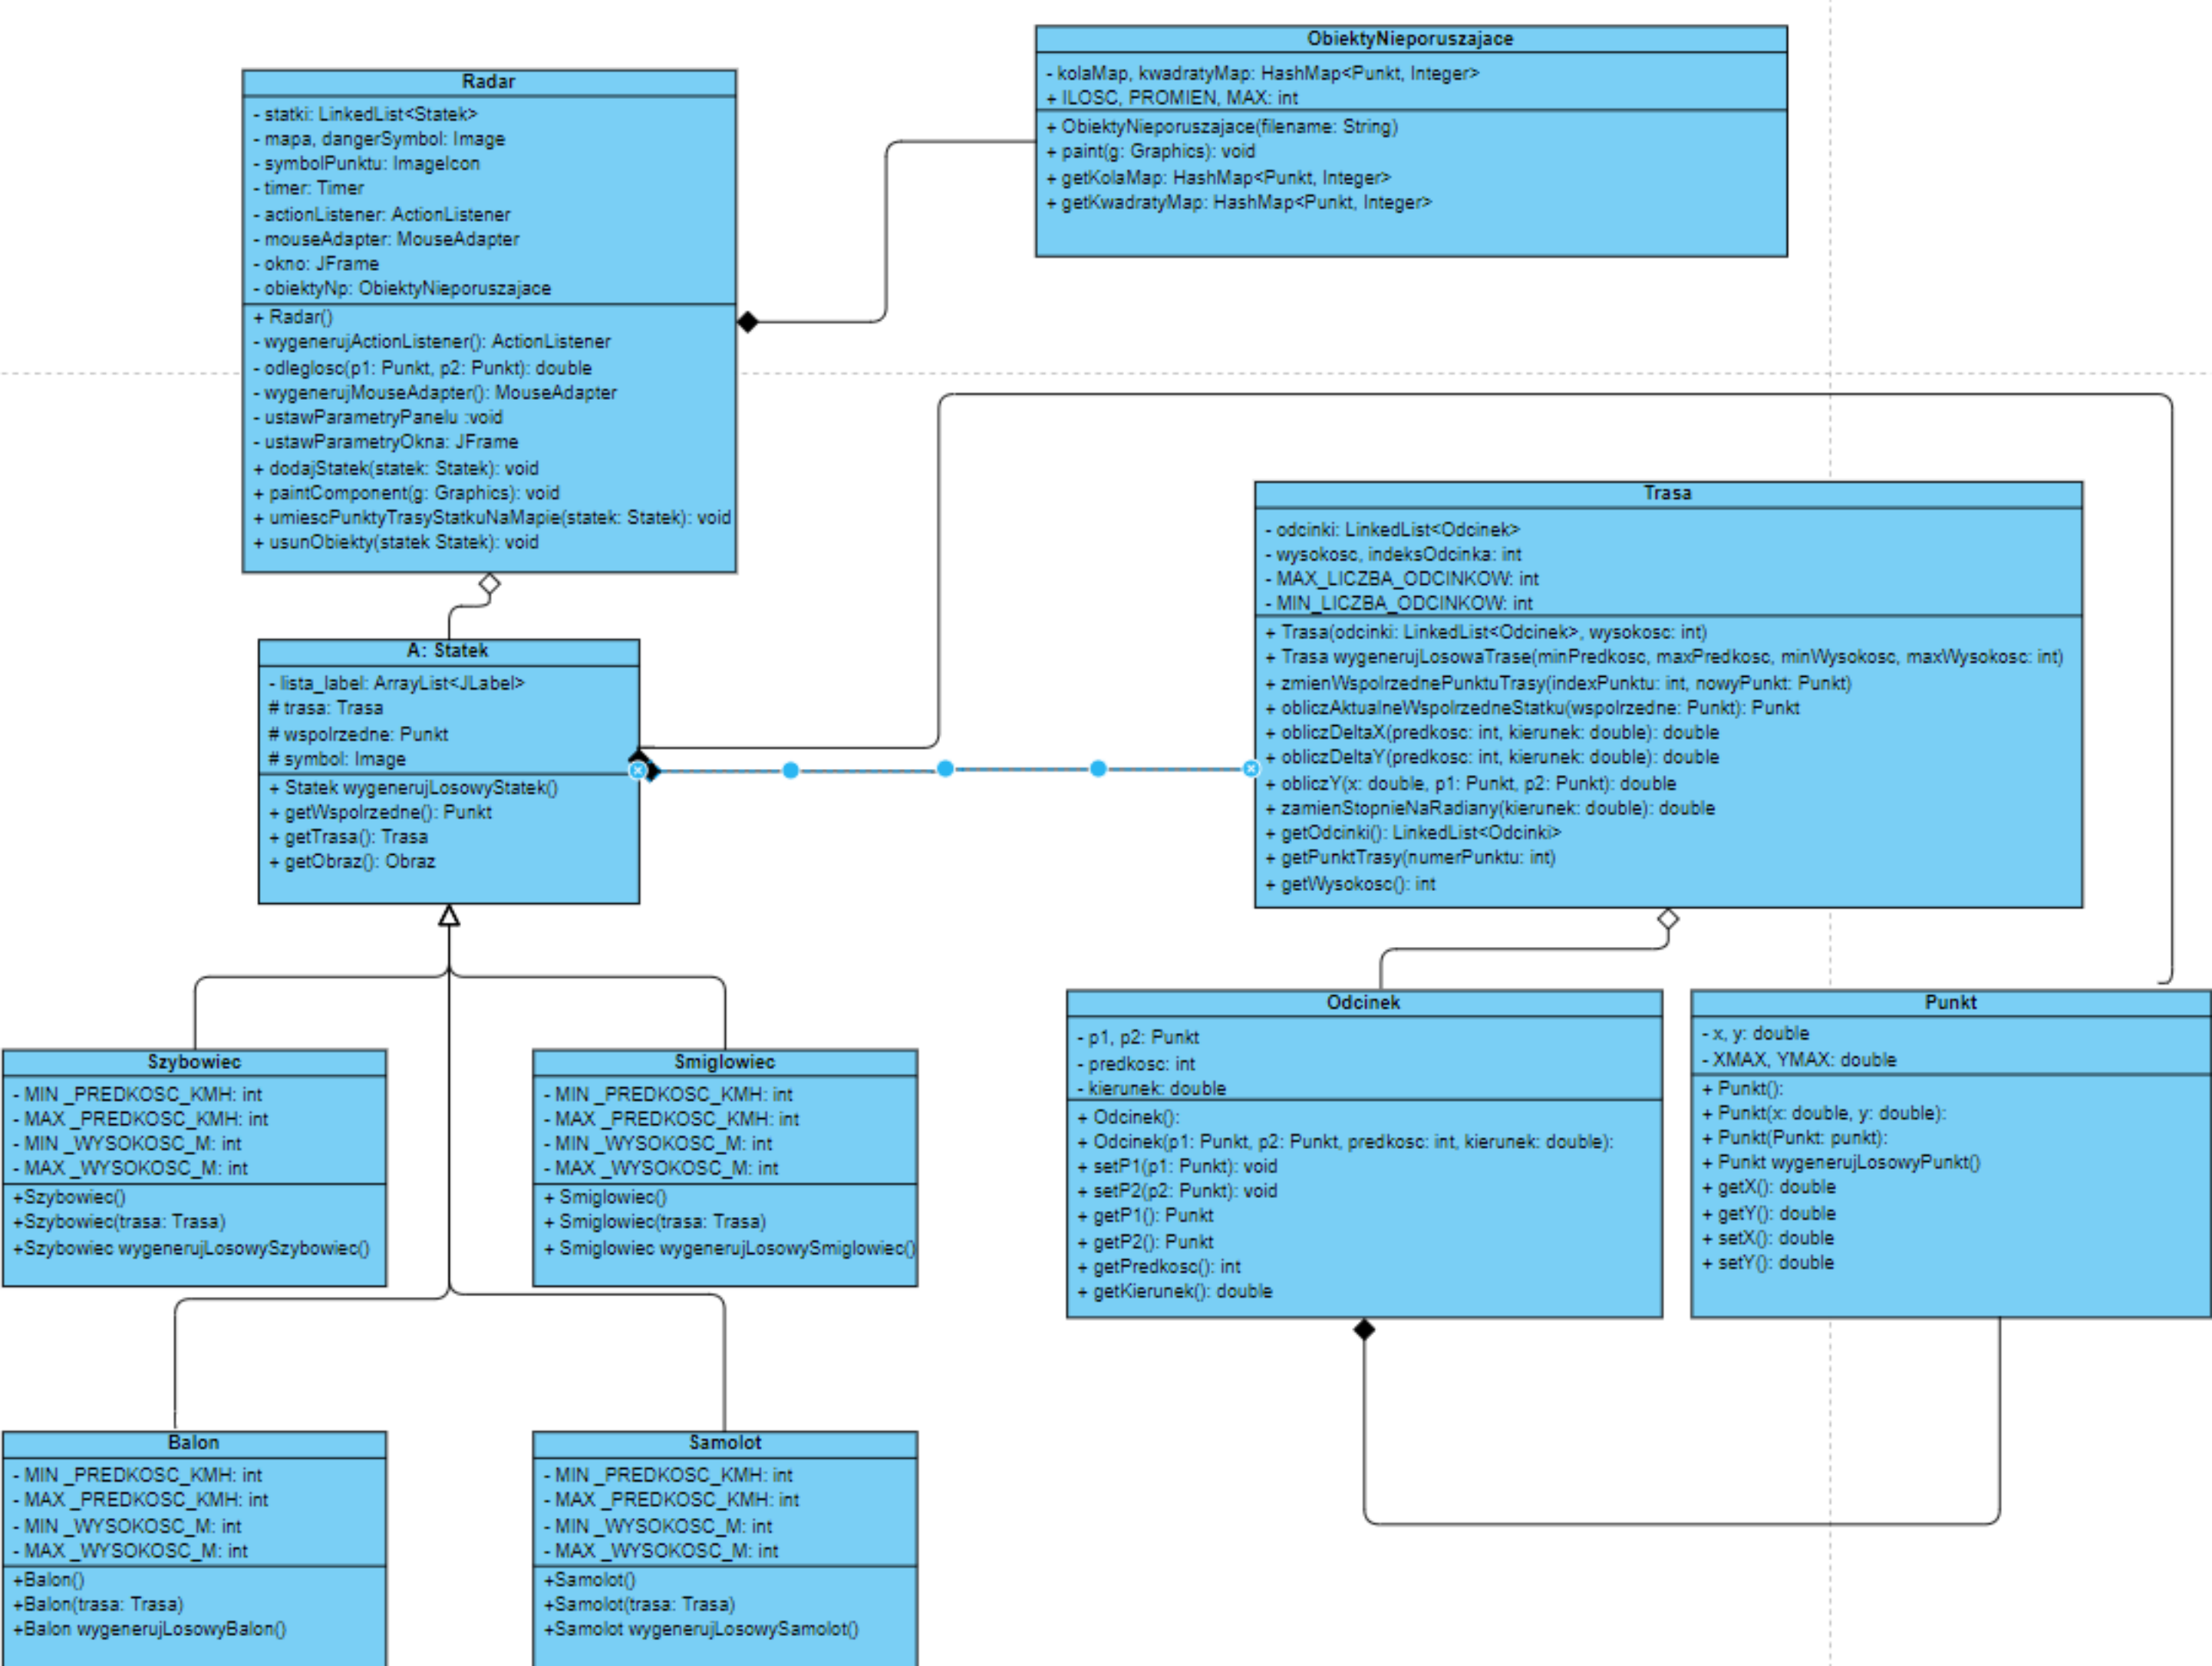 Radar
- statki: LinkedList<Statek>
- mapa, dangerSymbol: Image
- symbolPunktu: ImageIcon
- timer: Timer
- actionListener: ActionListener
- mouseAdapter: MouseAdapter
- okno: JFrame
- obiektyNp: ObiektyNieporuszajace
+ Radar()
- wygenerujActionListener(): ActionListener
- odleglosc(p1: Punkt, p2: Punkt): double
- wygenerujMouseAdapter(): MouseAdapter
- ustawParametryPanelu :void
- ustawParametryOkna: JFrame
+ dodajStatek(statek: Statek): void
+ paintComponent(g: Graphics): void
+ umiescPunktyTrasyStatkuNaMapie(statek: Statek): void
+ usunObiekty(statek Statek): void
ObiektyNieporuszajace
- kolaMap, kwadratyMap: HashMap<Punkt, Integer>
+ ILOSC, PROMIEN, MAX: int
+ ObiektyNieporuszajace(filename: String)
+ paint(g: Graphics): void
+ getKolaMap: HashMap<Punkt, Integer>
+ getKwadratyMap: HashMap<Punkt, Integer>
A: Statek
- lista_label: ArrayList<JLabel>
# trasa: Trasa
# wspolrzedne: Punkt
# symbol: Image
+ Statek wygenerujLosowyStatek()
+ getWspolrzedne(): Punkt
+ getTrasa(): Trasa
+ getObraz(): Obraz
Trasa
- odcinki: LinkedList<Odcinek>
- wysokosc, indeksOdcinka: int
- MAX_LICZBA_ODCINKOW: int
- MIN_LICZBA_ODCINKOW: int
+ Trasa(odcinki: LinkedList<Odcinek>, wysokosc: int)
+ Trasa wygenerujLosowaTrase(minPredkosc, maxPredkosc, minWysokosc, maxWysokosc: int)
+ zmienWspolrzednePunktuTrasy(indexPunktu: int, nowyPunkt: Punkt)
+ obliczAktualneWspolrzedneStatku(wspolrzedne: Punkt): Punkt
+ obliczDeltaX(predkosc: int, kierunek: double): double
+ obliczDeltaY(predkosc: int, kierunek: double): double
+ obliczY(x: double, p1: Punkt, p2: Punkt): double
+ zamienStopnieNaRadiany(kierunek: double): double
+ getOdcinki(): LinkedList<Odcinki>
+ getPunktTrasy(numerPunktu: int)
+ getWysokosc(): int
Szybowiec
- MIN _PREDKOSC_KMH: int
- MAX _PREDKOSC_KMH: int
- MIN _WYSOKOSC_M: int
- MAX _WYSOKOSC_M: int
+Szybowiec()
+Szybowiec(trasa: Trasa)
+Szybowiec wygenerujLosowySzybowiec()
Smiglowiec
- MIN _PREDKOSC_KMH: int
- MAX _PREDKOSC_KMH: int
- MIN _WYSOKOSC_M: int
- MAX _WYSOKOSC_M: int
+ Smiglowiec()
+ Smiglowiec(trasa: Trasa)
+ Smiglowiec wygenerujLosowySmiglowiec()
Odcinek
- p1, p2: Punkt
- predkosc: int
- kierunek: double
+ Odcinek():
+ Odcinek(p1: Punkt, p2: Punkt, predkosc: int, kierunek: double):
+ setP1(p1: Punkt): void
+ setP2(p2: Punkt): void
+ getP1(): Punkt
+ getP2(): Punkt
+ getPredkosc(): int
+ getKierunek(): double
Punkt
- x, y: double
- XMAX, YMAX: double
+ Punkt():
+ Punkt(x: double, y: double):
+ Punkt(Punkt: punkt):
+ Punkt wygenerujLosowyPunkt()
+ getX(): double
+ getY(): double
+ setX(): double
+ setY(): double
Balon
- MIN _PREDKOSC_KMH: int
- MAX _PREDKOSC_KMH: int
- MIN _WYSOKOSC_M: int
- MAX _WYSOKOSC_M: int
+Balon()
+Balon(trasa: Trasa)
+Balon wygenerujLosowyBalon()
Samolot
- MIN _PREDKOSC_KMH: int
- MAX _PREDKOSC_KMH: int
- MIN _WYSOKOSC_M: int
- MAX _WYSOKOSC_M: int
+Samolot()
+Samolot(trasa: Trasa)
+Samolot wygenerujLosowySamolot()